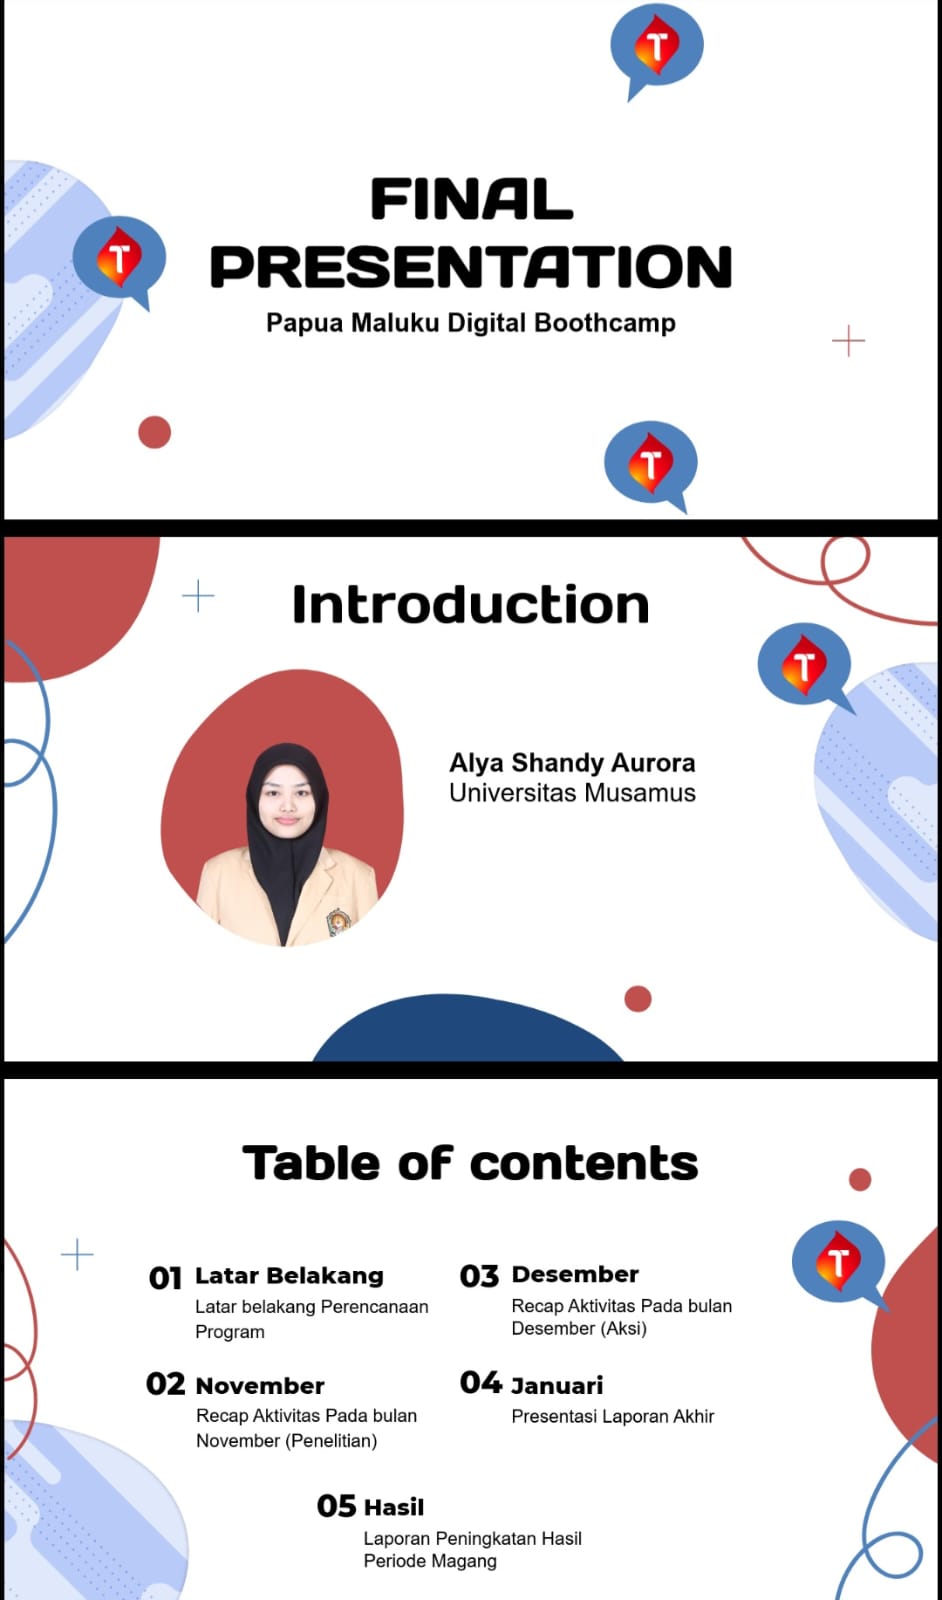 T
FINAL
PRESENTATION
T
Papua Maluku Digital Boothcamp
T
Introduction
T
Alya Shandy Aurora
Universitas Musamus
Table of contents
T
01 Latar Belakang
Latar belakang Perencanaan
Program
02 November
Recap Aktivitas Pada bulan
November (Penelitian)
03 Desember
Recap Aktivitas Pada bulan
Desember (Aksi)
04 Januari
Presentasi Laporan Akhir
05 Hasil
Laporan Peningkatan Hasil
Periode Magang